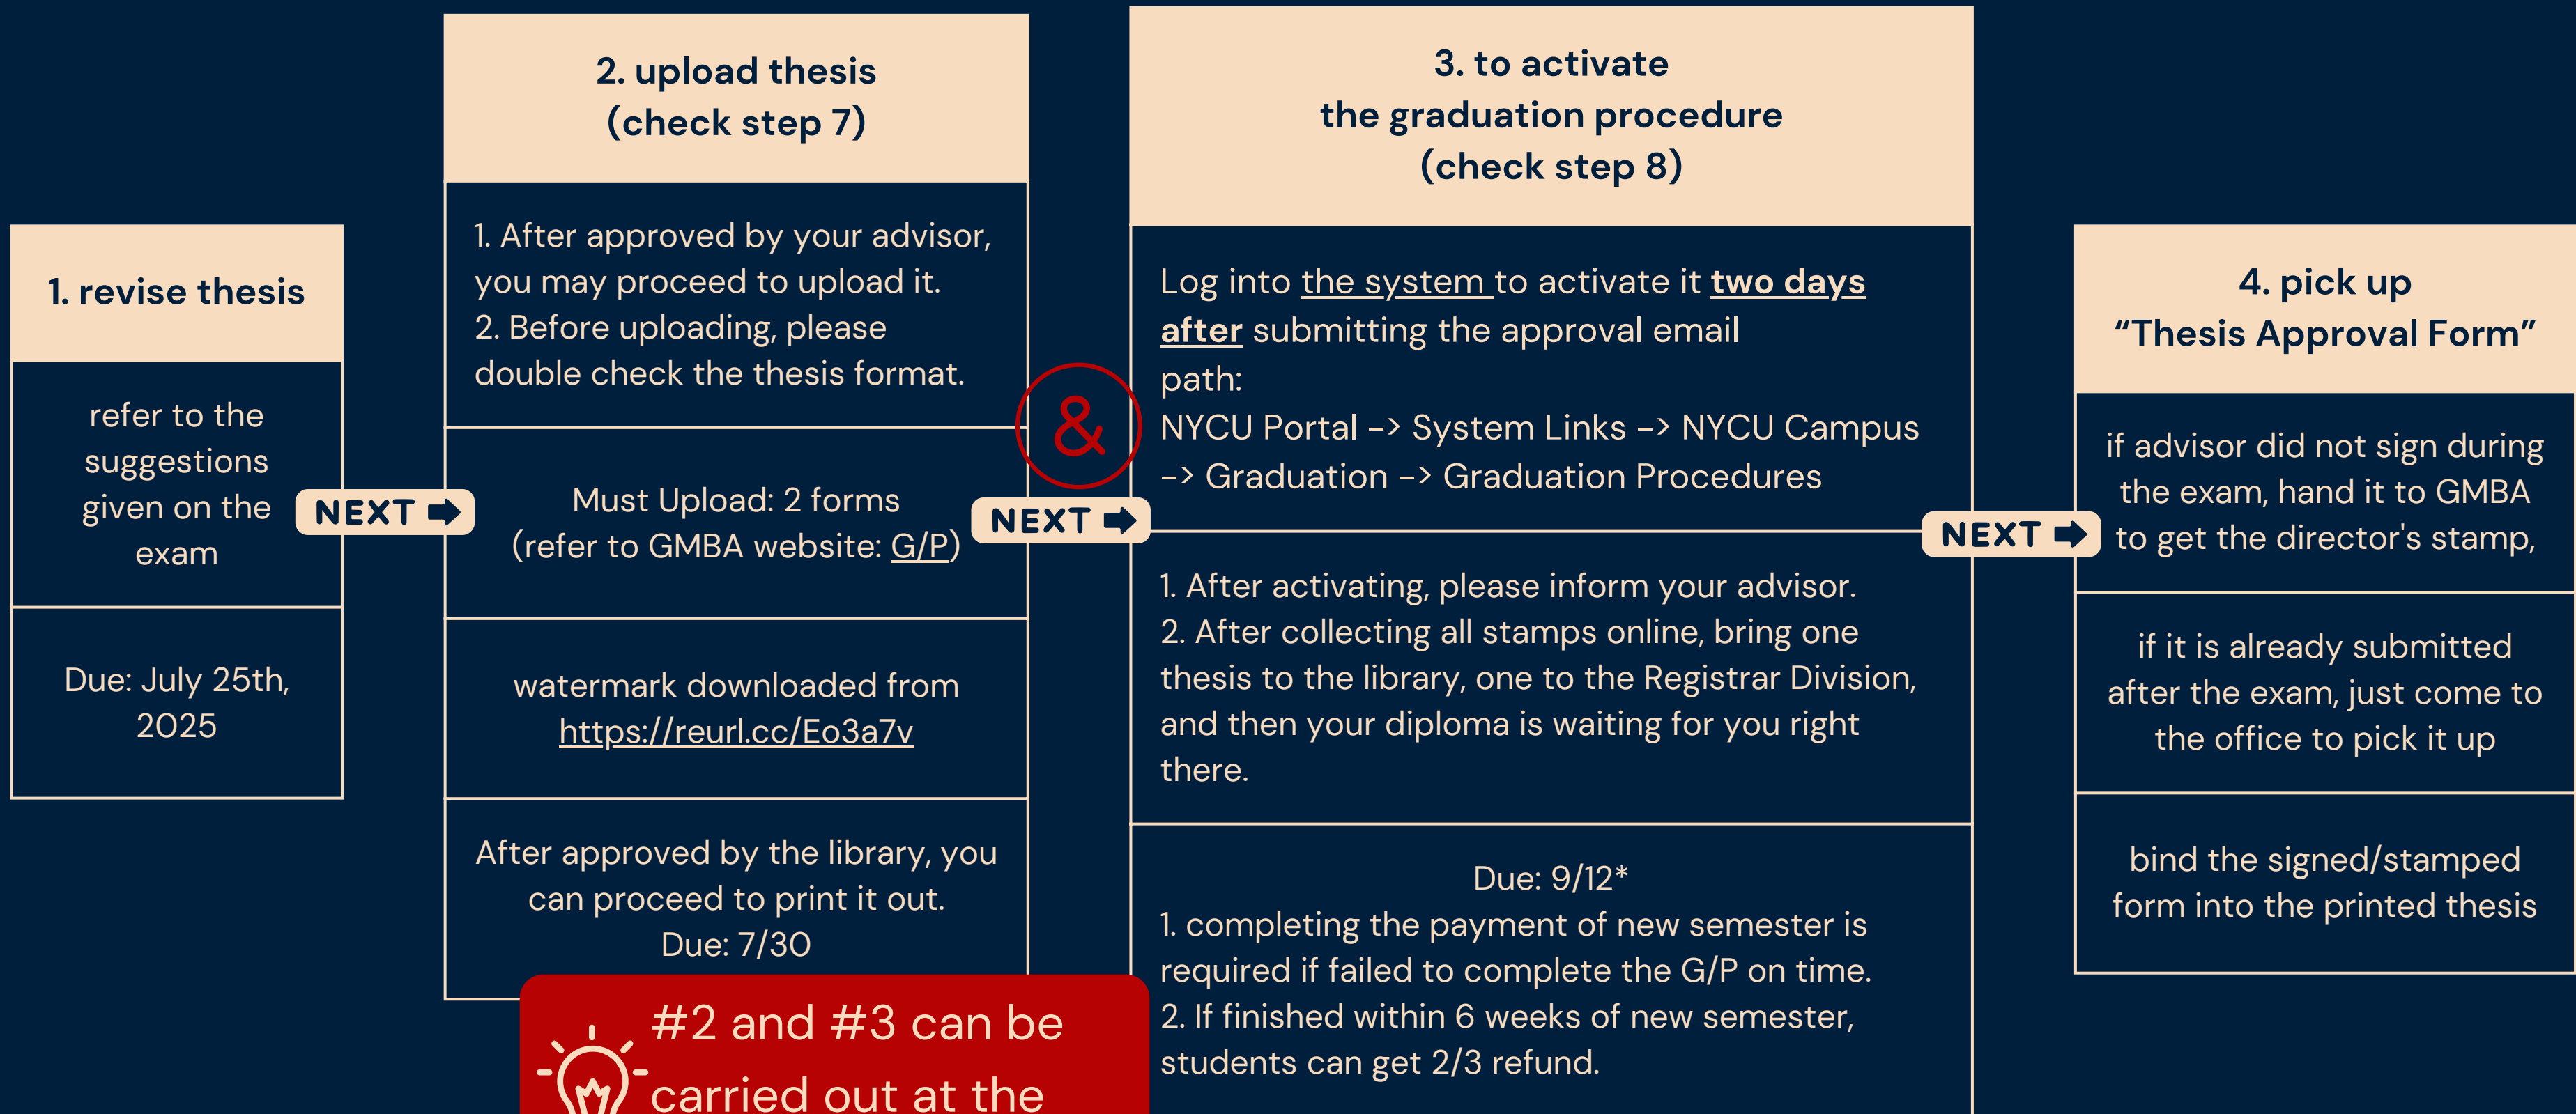 1. revise thesis
refer to the
suggestions
given on the
exam
Due: July 25th,
2025
NEXT
2. upload thesis
(check step 7)
1. After approved by your advisor,
you may proceed to upload it.
2. Before uploading, please
double check the thesis format.
Must Upload: 2 forms
(refer to GMBA website: G/P)
watermark downloaded from
https://reurl.cc/Eo3a7v
After approved by the library, you
can proceed to print it out.
Due: 7/30
&
NEXT
#2 and #3 can be
carried out at the
3. to activate
the graduation procedure
(check step 8)
Log into the system to activate it two days
after submitting the approval email
path:
NYCU Portal -> System Links -> NYCU Campus
-> Graduation -> Graduation Procedures
1. After activating, please inform your advisor.
2. After collecting all stamps online, bring one
thesis to the library, one to the Registrar Division,
and then your diploma is waiting for you right
there.
Due: 9/12*
1. completing the payment of new semester is
required if failed to complete the G/P on time.
2. If finished within 6 weeks of new semester,
students can get 2/3 refund.
NEXT
4. pick up
“Thesis Approval Form”
if advisor did not sign during
the exam, hand it to GMBA
to get the director's stamp,
if it is already submitted
after the exam, just come to
the office to pick it up
bind the signed/stamped
form into the printed thesis